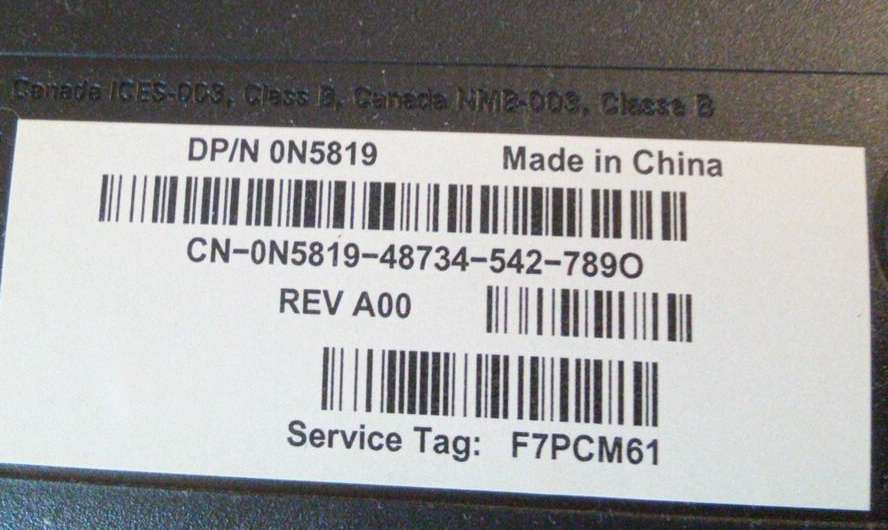 Canada ICES-003, Class B, Canada NMB-003, Classe B
DP/N 0N5819 Made in China
CN-0N5819-48734-542-789O
REV A00
Service Tag: F7PCM61